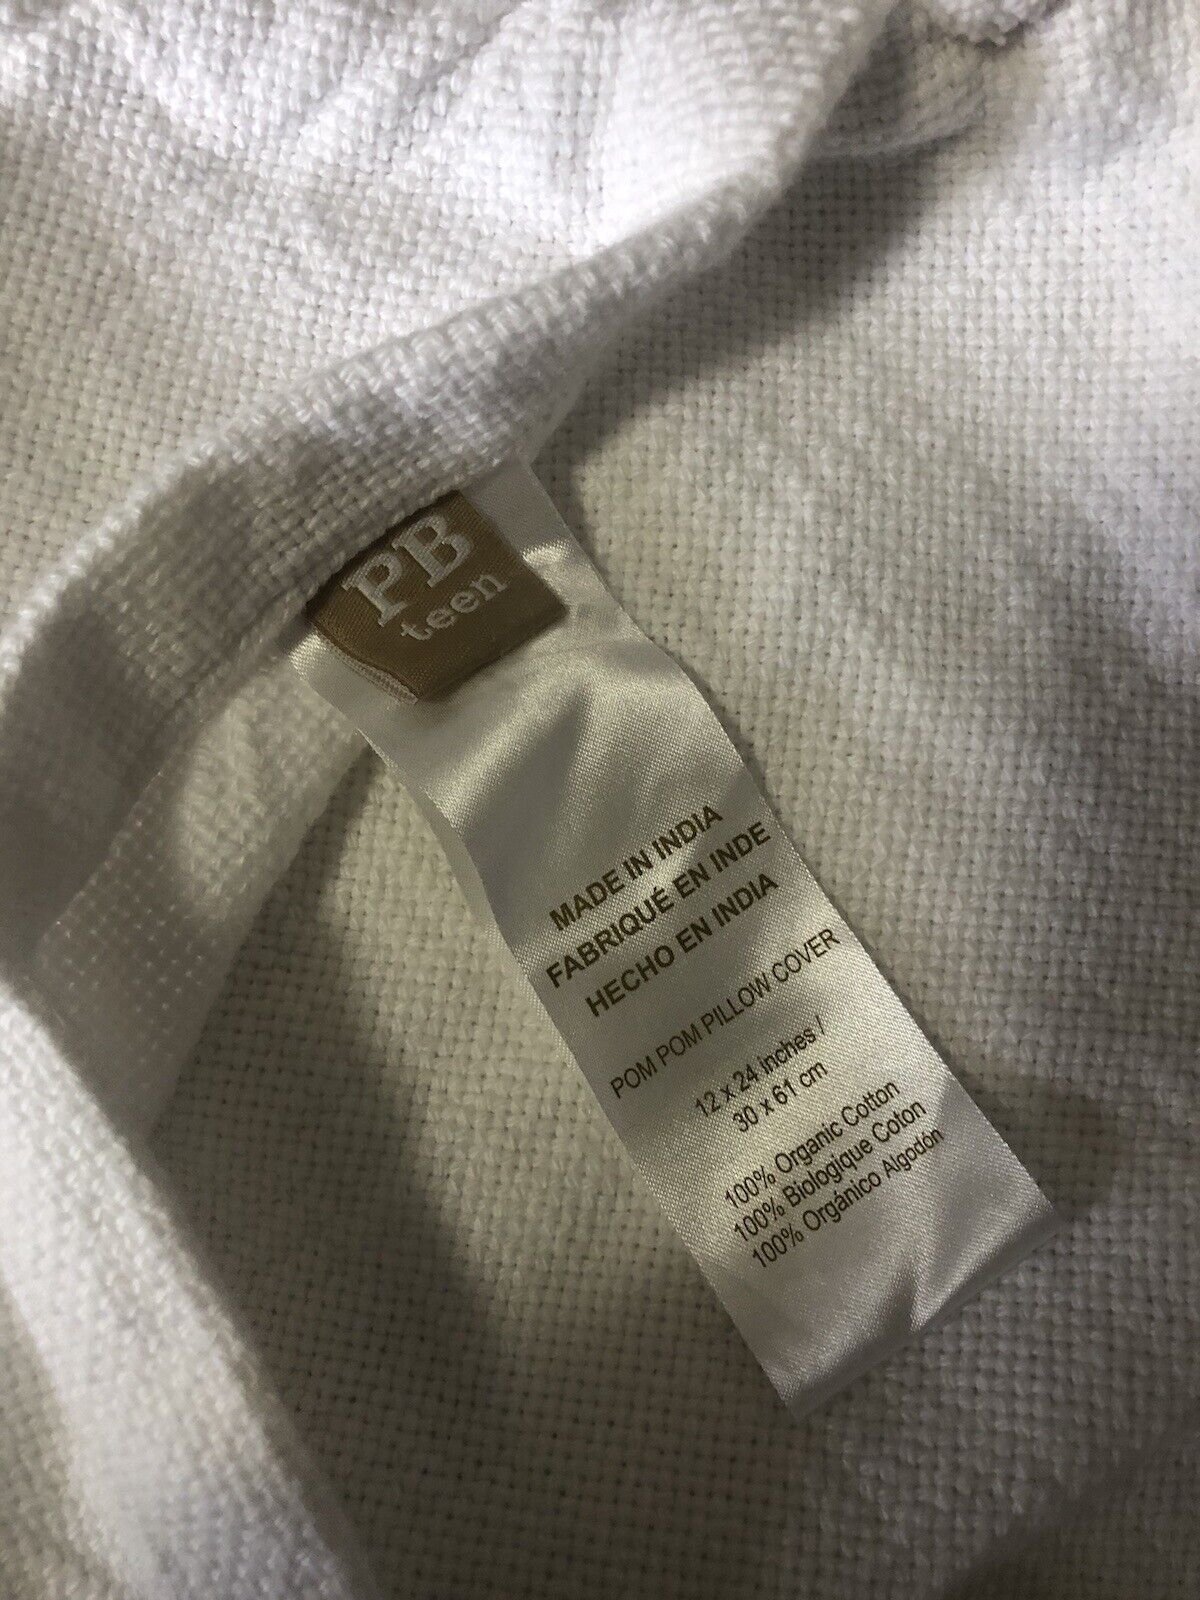 PB
teen
MADE IN INDIA
FABRIQUÉ EN INDE
HECHO EN INDIA
POM POM PILLOW COVER
12 x 24 inches /
30 x 61 cm
100% Organic Cotton
100% Biologique Coton
100% Orgánico Algodón